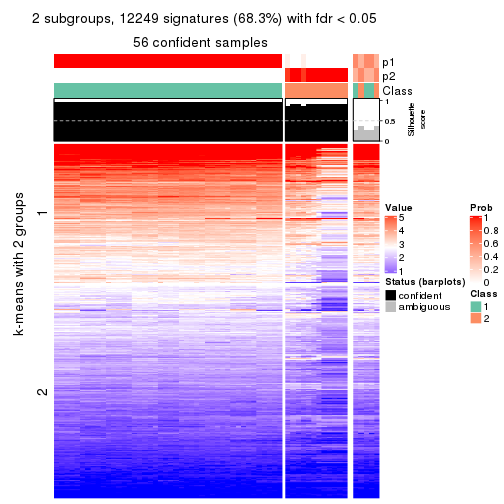 2 subgroups, 12249 signatures (68.3%) with fdr < 0.05
56 confident samples
p1
p2
Class
1
0.5
0
Silhouette
score
k-means with 2 groups
1
2
Value
5
4
3
2
1
Status (barplots)
confident
ambiguous
Prob
1
0.8
0.6
0.4
0.2
0
Class
1
2